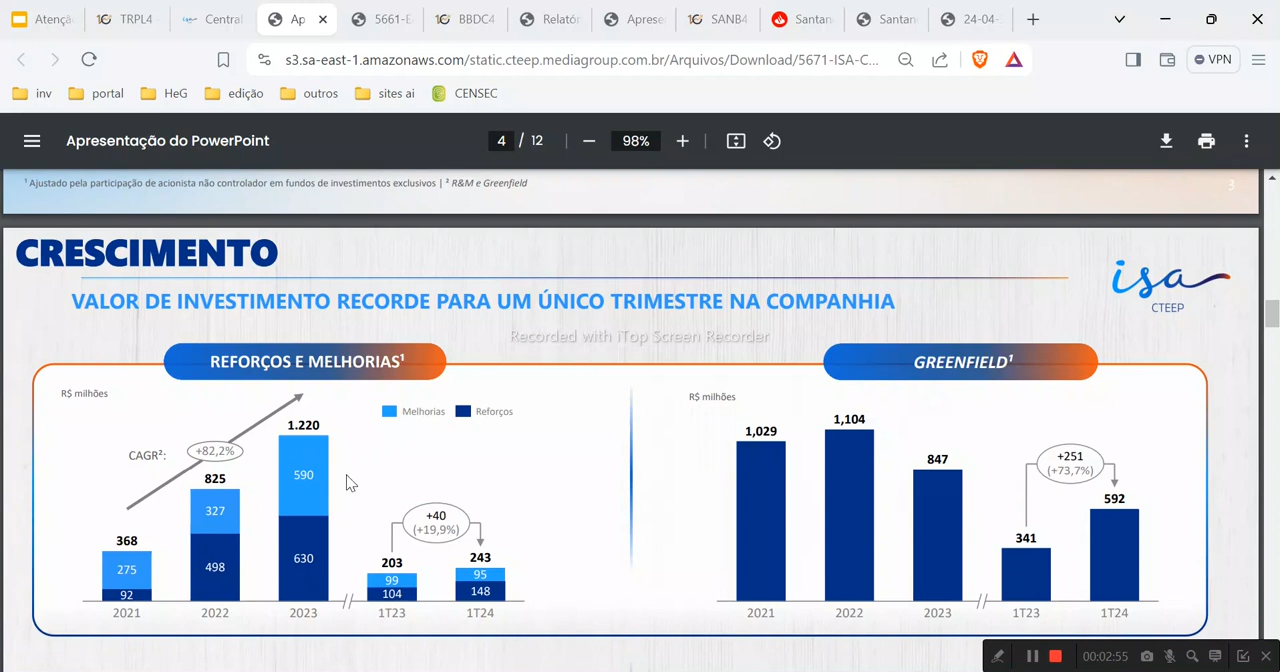 Atenç
TRPL4 -
Central
Ap
5661-E
BBDC4
Relatór
Aprese
SANB4
Santan
Santan
24-04-
s3.sa-east-1.amazonaws.com/static.cteep.mediagroup.com.br/Arquivos/Download/5671-ISA-C...
VPN
inv
portal
HeG
edição
outros
sites ai
CENSEC
Apresentação do PowerPoint
4 / 12
98%
¹ Ajustado pela participação de acionista não controlador em fundos de investimentos exclusivos | ² R&M e Greenfield
3
CRESCIMENTO
isa
CTEEP
VALOR DE INVESTIMENTO RECORDE PARA UM ÚNICO TRIMESTRE NA COMPANHIA
Recorded with iTop Screen Recorder
REFORÇOS E MELHORIAS¹
R$ milhões
Melhorias
Reforços
CAGR²:
+82,2%
368
275
92
825
327
498
1.220
590
630
+40
(+19,9%)
203
99
104
243
95
148
2021
2022
2023
1T23
1T24
GREENFIELD¹
R$ milhões
1,029
1,104
847
+251
(+73,7%)
341
592
2021
2022
2023
1T23
1T24
00:02:55